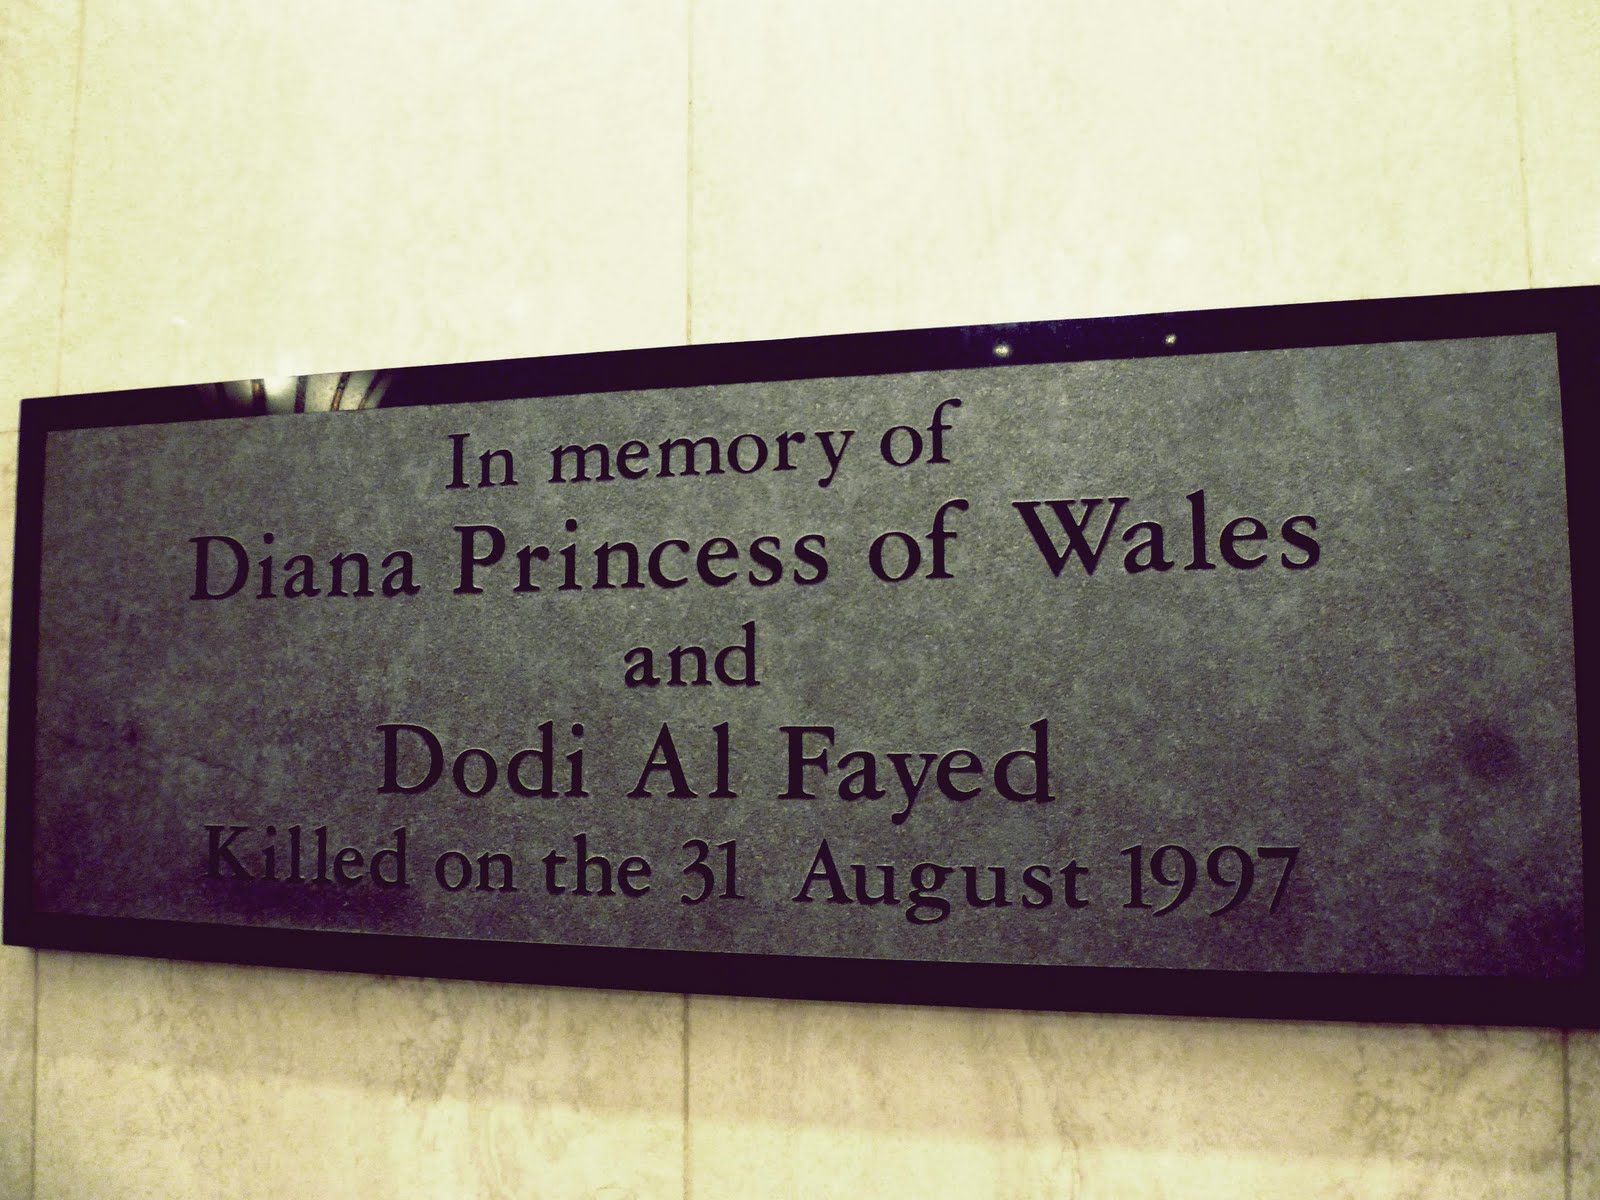 In memory of
Diana Princess of Wales
and
Dodi Al Fayed
Killed on the 31 August 1997